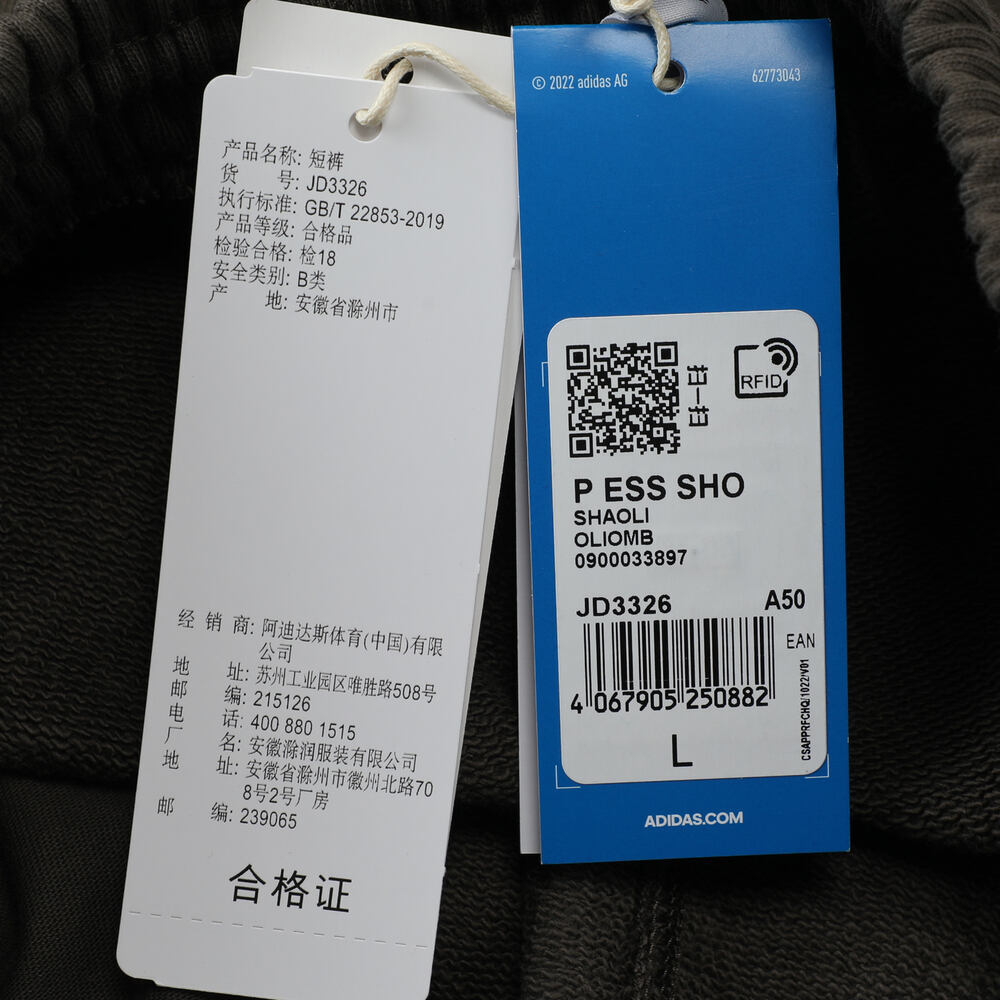 产品名称: 短裤
货 号: JD3326
执行标准: GB/T 22853-2019
产品等级: 合格品
检验合格: 检18
安全类别: B类
产 地: 安徽省滁州市
经 销 商: 阿迪达斯体育(中国)有限
公司
地 址: 苏州工业园区唯胜路508号
邮 编: 215126
电 话: 400 880 1515
厂 名: 安徽滁润服装有限公司
地 址: 安徽省滁州市徽州北路70
8号2号厂房
邮 编: 239065
合格证
© 2022 adidas AG
62773043
扫一扫
RFID
P ESS SHO
SHAOLI
OLIOMB
0900033897
JD3326 A50
EAN
4 067905 250882
CSAPPRFCHQ/1022/V01
L
ADIDAS.COM